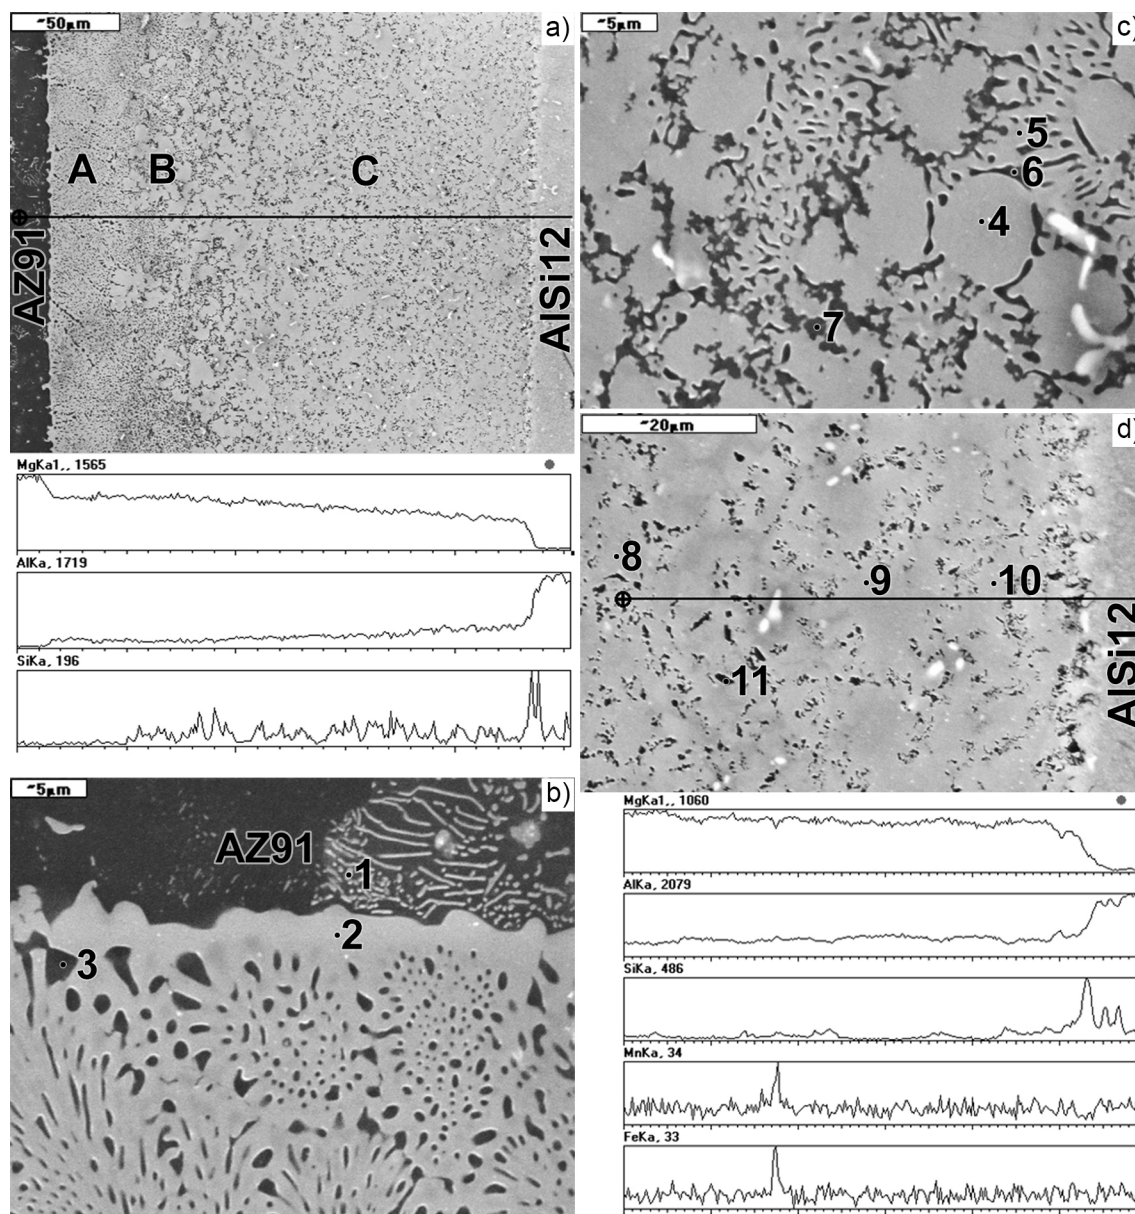 ~50µm
a)
A
B
C
AZ91
AlSi12
MgKa1,, 1565
AlKa, 1719
SiKa, 196
~5µm
b)
AZ91
1
2
3
~5µm
c)
5
6
4
7
~20µm
d)
8
9
10
11
AlSi12
MgKa1,, 1060
AlKa, 2079
SiKa, 486
MnKa, 34
FeKa, 33